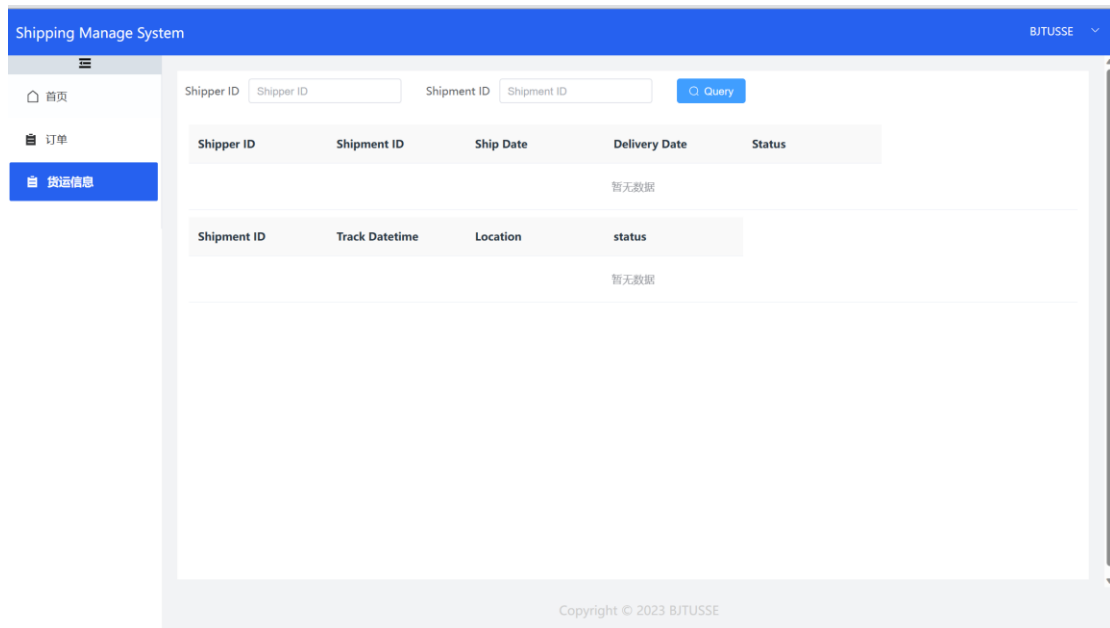 Shipping Manage System
BJTUSSE
首页
订单
货运信息
Shipper ID Shipper ID Shipment ID Shipment ID Query
Shipper ID Shipment ID Ship Date Delivery Date Status
暂无数据
Shipment ID Track Datetime Location status
暂无数据
Copyright © 2023 BJTUSSE